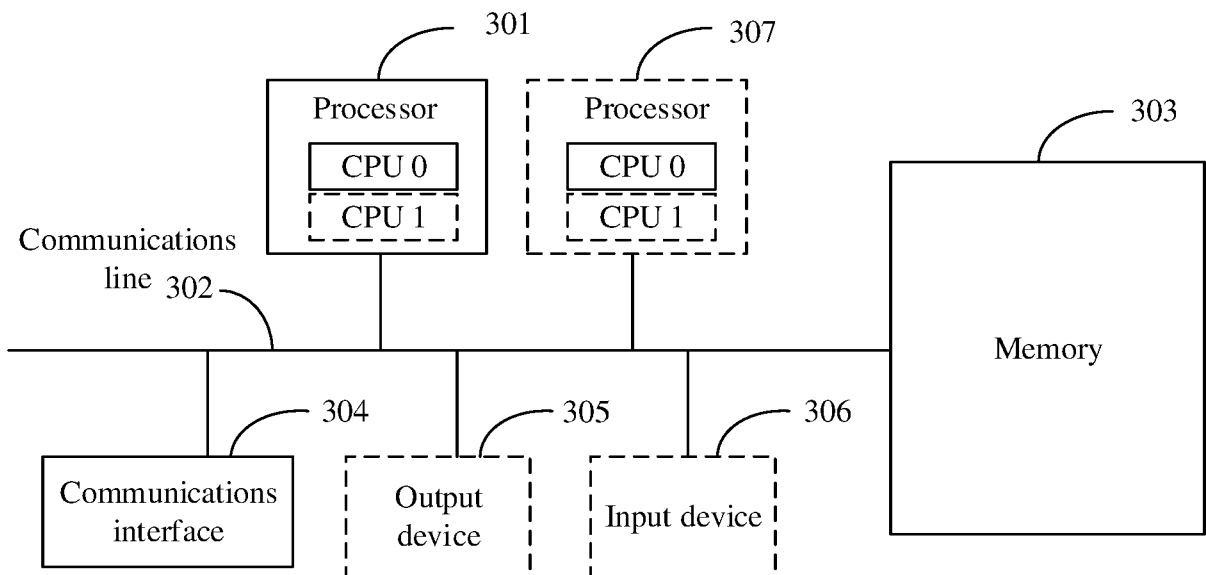 301
307
303
Processor
CPU 0
CPU 1
Processor
CPU 0
CPU 1
Communications
line
302
Memory
304
305
306
Communications
interface
Output
device
Input device